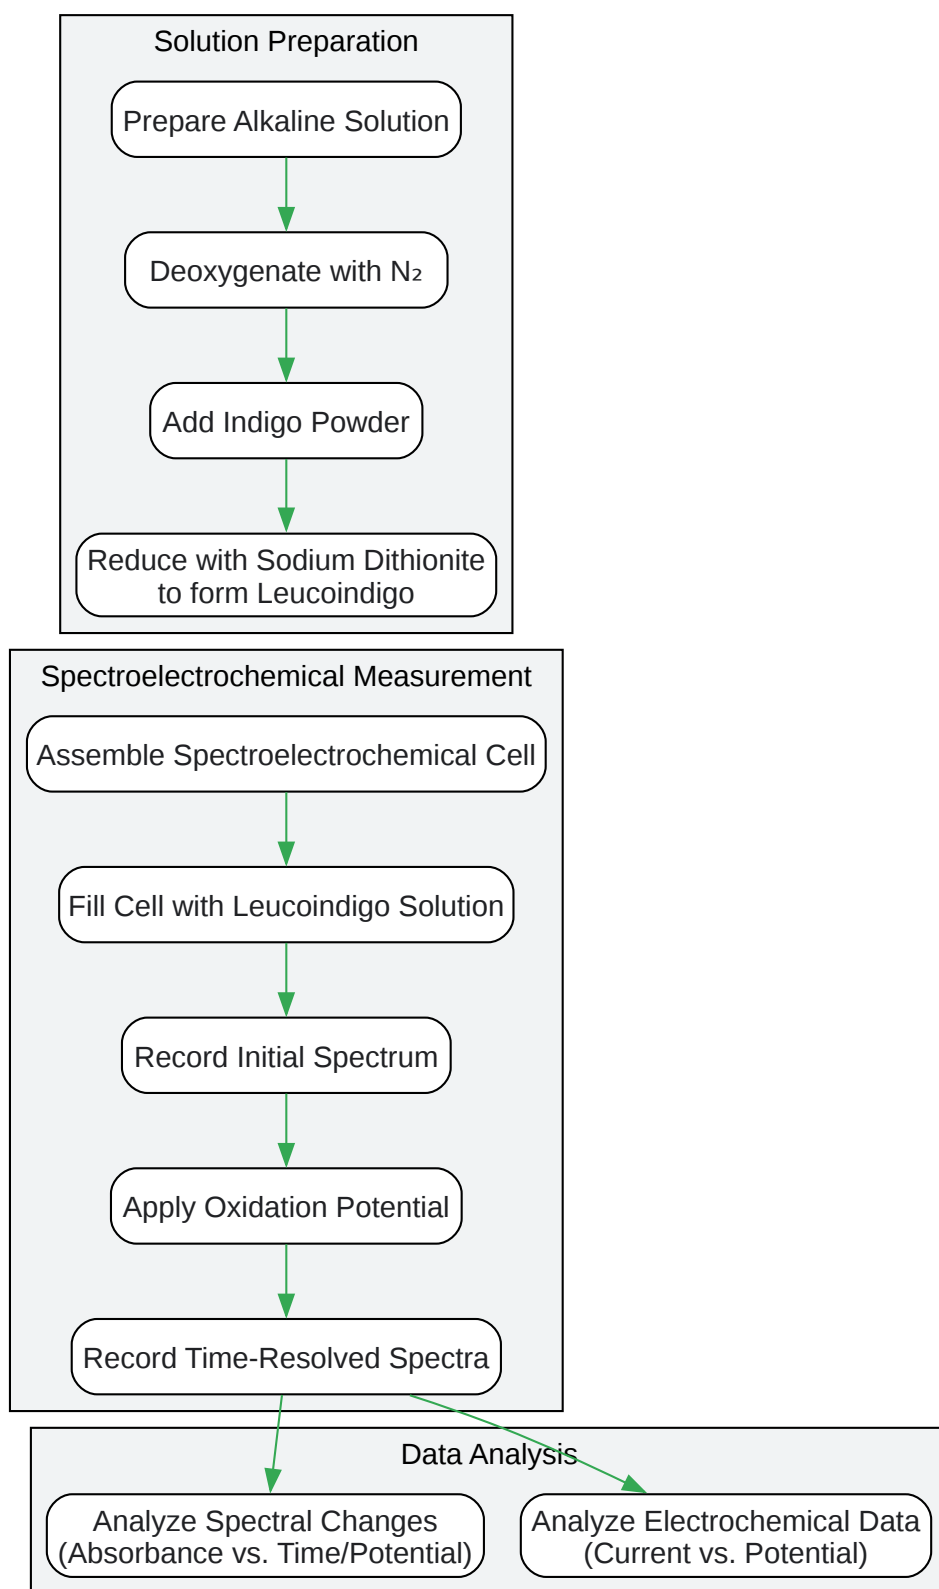 Solution Preparation
Prepare Alkaline Solution
Deoxygenate with N₂
Add Indigo Powder
Reduce with Sodium Dithionite
to form Leucoindigo
Spectroelectrochemical Measurement
Assemble Spectroelectrochemical Cell
Fill Cell with Leucoindigo Solution
Record Initial Spectrum
Apply Oxidation Potential
Record Time-Resolved Spectra
Data Analysis
Analyze Spectral Changes
(Absorbance vs. Time/Potential)
Analyze Electrochemical Data
(Current vs. Potential)